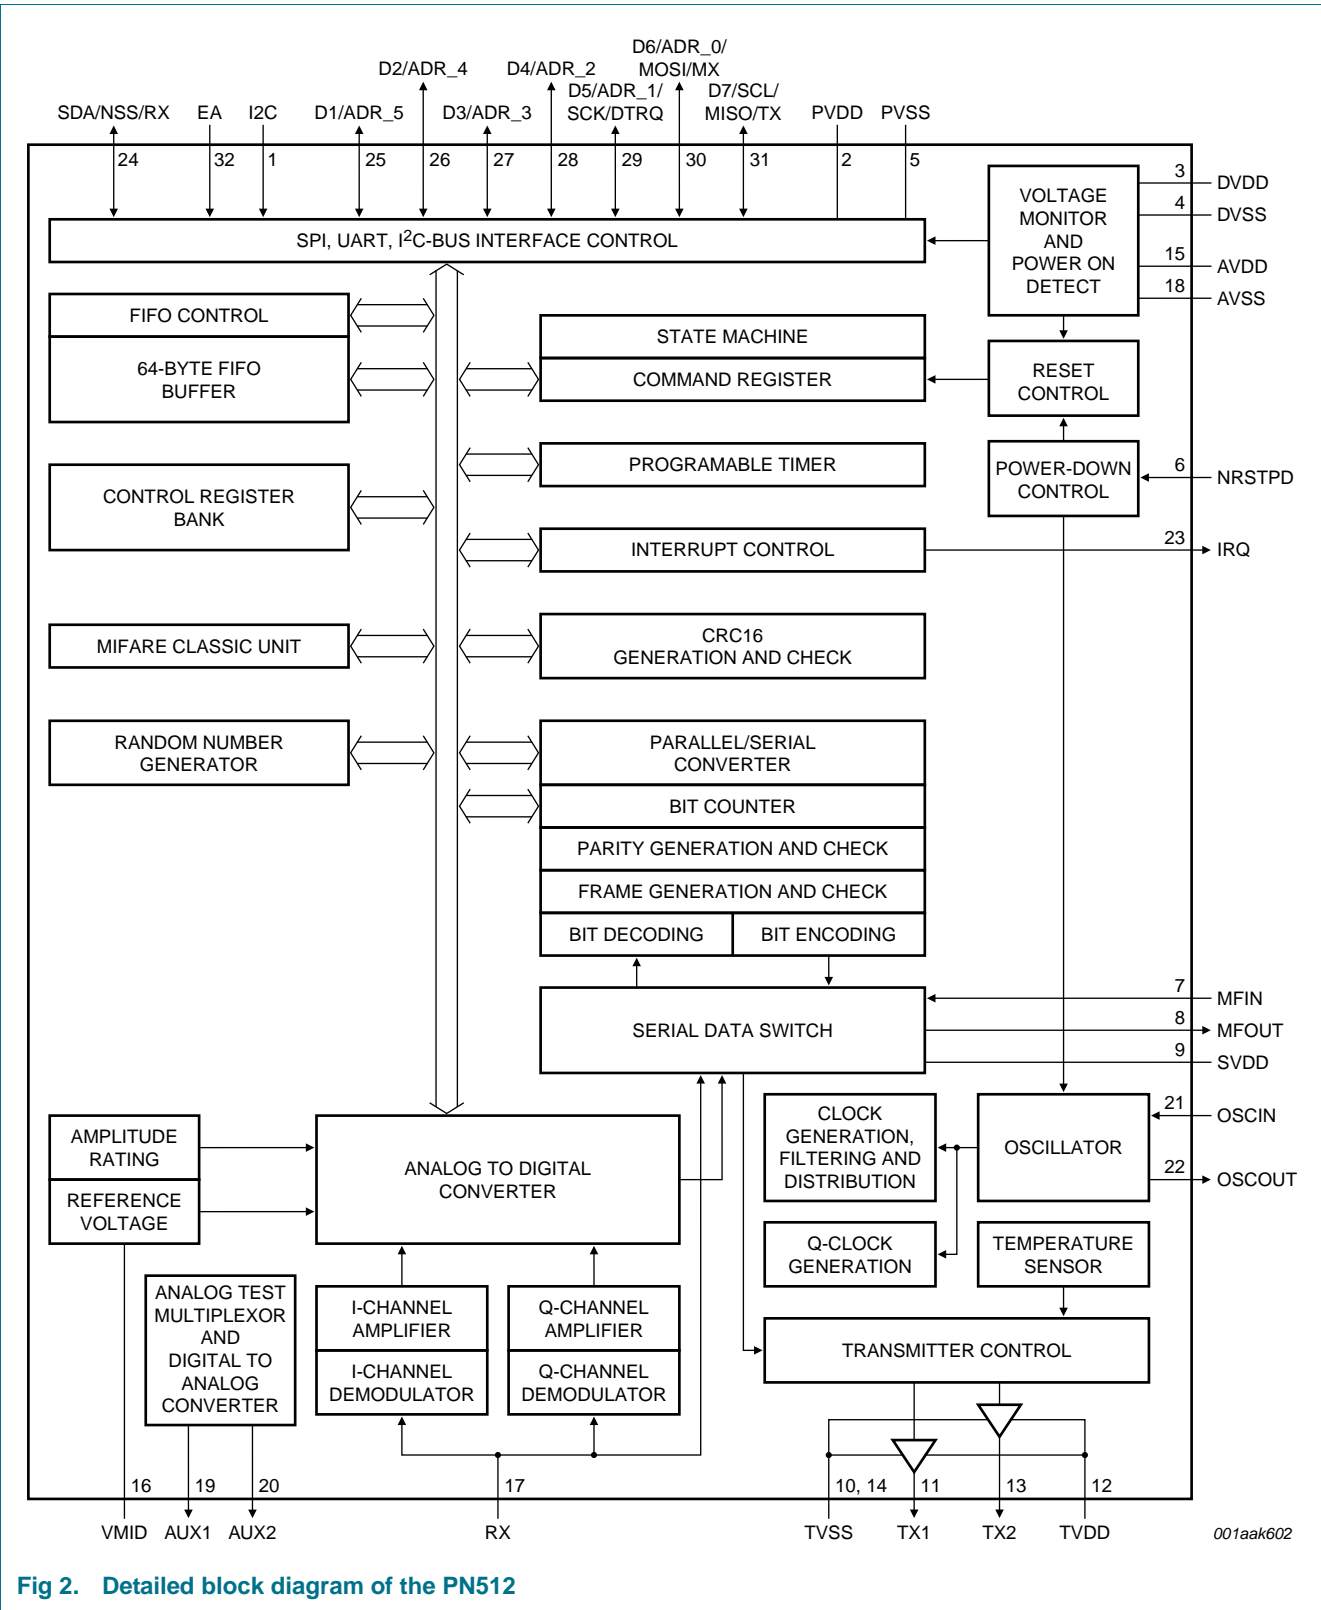 D6/ADR_0/
MOSI/MX
D2/ADR_4
D4/ADR_2
D5/ADR_1/
SCK/DTRQ
D7/SCL/
MISO/TX
SDA/NSS/RX
EA
I2C
D1/ADR_5
D3/ADR_3
PVDD
PVSS
24
32
1
25
26
27
28
29
30
31
2
5
3
DVDD
4
DVSS
15
AVDD
18
AVSS
VOLTAGE
MONITOR
AND
POWER ON
DETECT
SPI, UART, I2C-BUS INTERFACE CONTROL
FIFO CONTROL
64-BYTE FIFO
BUFFER
STATE MACHINE
COMMAND REGISTER
RESET
CONTROL
CONTROL REGISTER
BANK
PROGRAMABLE TIMER
POWER-DOWN
CONTROL
6
NRSTPD
INTERRUPT CONTROL
23
IRQ
MIFARE CLASSIC UNIT
CRC16
GENERATION AND CHECK
RANDOM NUMBER
GENERATOR
PARALLEL/SERIAL
CONVERTER
BIT COUNTER
PARITY GENERATION AND CHECK
FRAME GENERATION AND CHECK
BIT DECODING
BIT ENCODING
SERIAL DATA SWITCH
7
MFIN
8
MFOUT
9
SVDD
AMPLITUDE
RATING
REFERENCE
VOLTAGE
ANALOG TO DIGITAL
CONVERTER
CLOCK
GENERATION,
FILTERING AND
DISTRIBUTION
OSCILLATOR
21
OSCIN
22
OSCOUT
Q-CLOCK
GENERATION
TEMPERATURE
SENSOR
ANALOG TEST
MULTIPLEXOR
AND
DIGITAL TO
ANALOG
CONVERTER
I-CHANNEL
AMPLIFIER
I-CHANNEL
DEMODULATOR
Q-CHANNEL
AMPLIFIER
Q-CHANNEL
DEMODULATOR
TRANSMITTER CONTROL
16
19
20
17
10, 14
11
13
12
VMID
AUX1
AUX2
RX
TVSS
TX1
TX2
TVDD
001aak602
Fig 2. Detailed block diagram of the PN512